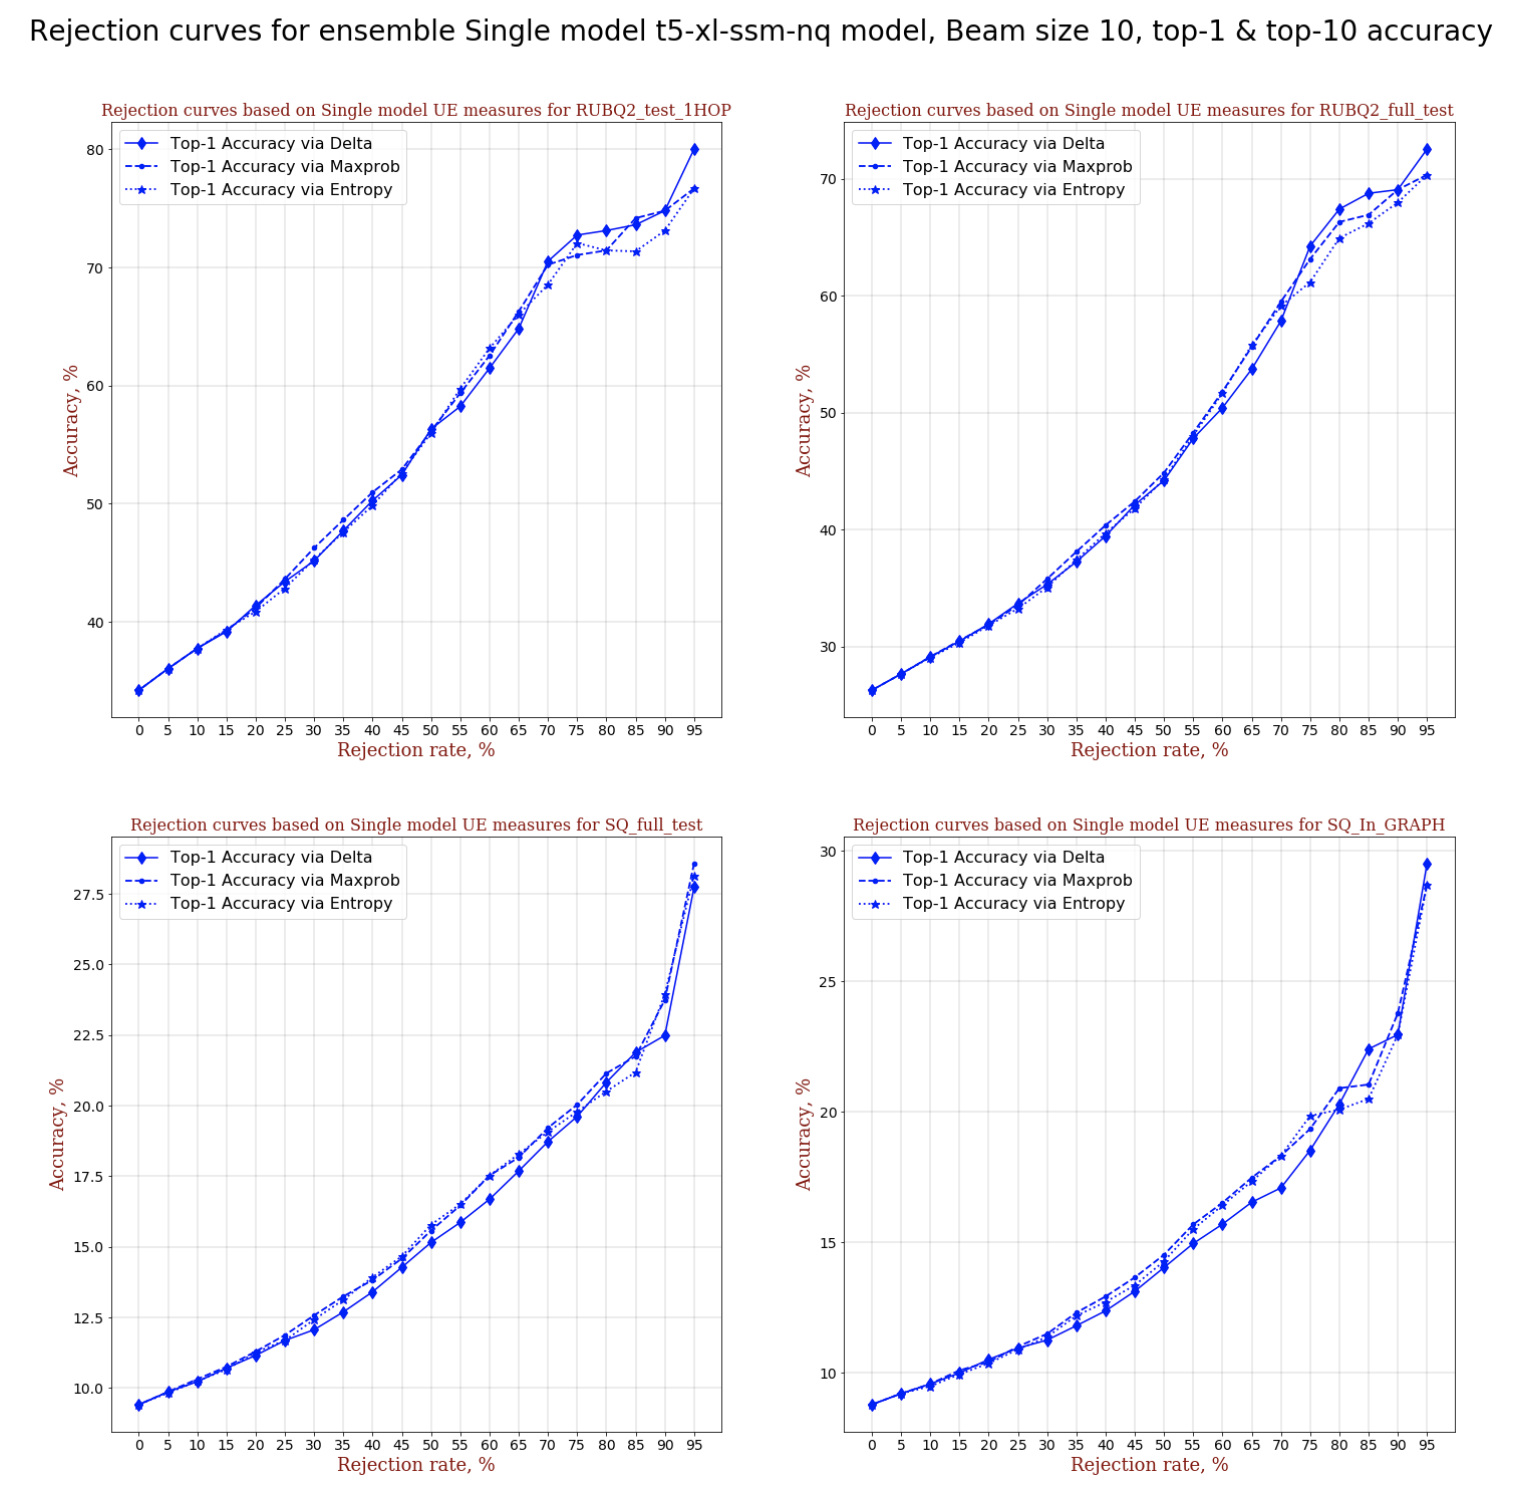 Rejection curves for ensemble Single model t5-xl-ssm-nq model, Beam size 10, top-1 & top-10 accuracy
Rejection curves based on Single model UE measures for RUBQ2_test_1HOP
Top-1 Accuracy via Delta
Top-1 Accuracy via Maxprob
Top-1 Accuracy via Entropy
80
70
60
50
40
Accuracy, %
0 5 10 15 20 25 30 35 40 45 50 55 60 65 70 75 80 85 90 95
Rejection rate, %
Rejection curves based on Single model UE measures for RUBQ2_full_test
Top-1 Accuracy via Delta
Top-1 Accuracy via Maxprob
Top-1 Accuracy via Entropy
70
60
50
40
30
Accuracy, %
0 5 10 15 20 25 30 35 40 45 50 55 60 65 70 75 80 85 90 95
Rejection rate, %
Rejection curves based on Single model UE measures for SQ_full_test
Top-1 Accuracy via Delta
Top-1 Accuracy via Maxprob
Top-1 Accuracy via Entropy
27.5
25.0
22.5
20.0
17.5
15.0
12.5
10.0
Accuracy, %
0 5 10 15 20 25 30 35 40 45 50 55 60 65 70 75 80 85 90 95
Rejection rate, %
Rejection curves based on Single model UE measures for SQ_In_GRAPH
Top-1 Accuracy via Delta
Top-1 Accuracy via Maxprob
Top-1 Accuracy via Entropy
30
25
20
15
10
Accuracy, %
0 5 10 15 20 25 30 35 40 45 50 55 60 65 70 75 80 85 90 95
Rejection rate, %